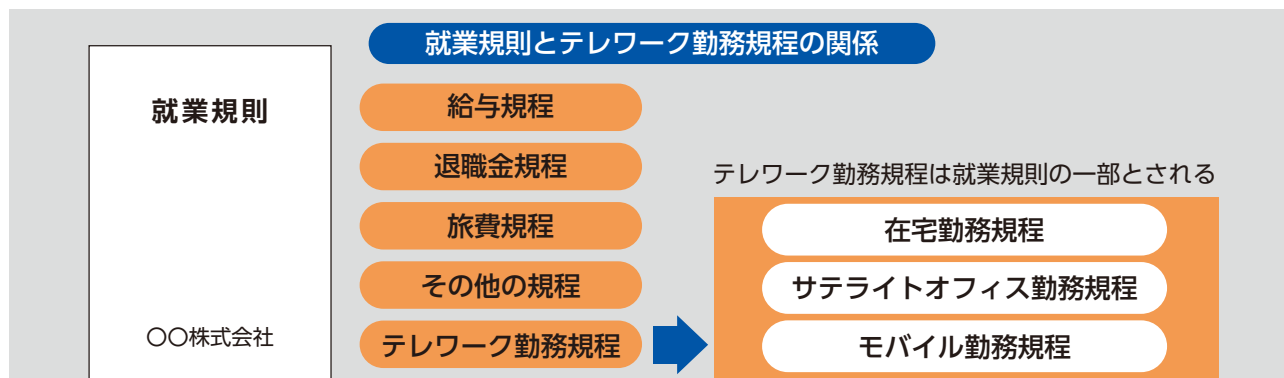 就業規則とテレワーク勤務規程の関係
就業規則
〇〇株式会社
給与規程
退職金規程
旅費規程
その他の規程
テレワーク勤務規程
テレワーク勤務規程は就業規則の一部とされる
在宅勤務規程
サテライトオフィス勤務規程
モバイル勤務規程